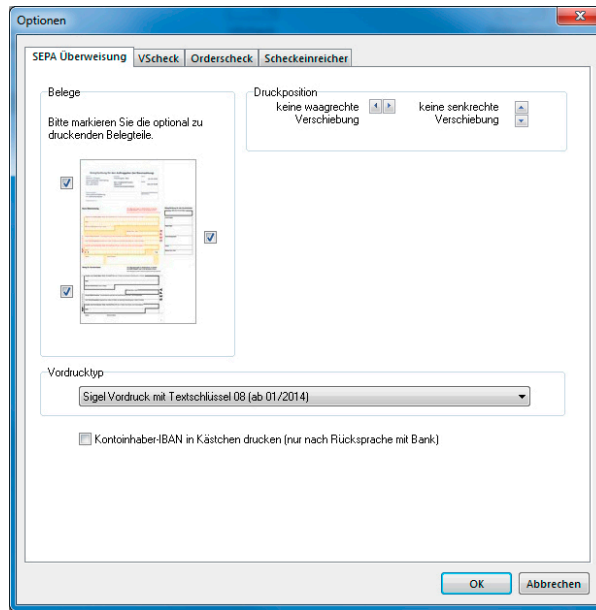 Optionen
SEPA Überweisung
VScheck
Orderscheck
Scheckeinreicher
Belege
Bitte markieren Sie die optional zu
druckenden Belegteile.
Druckposition
keine waagrechte
Verschiebung
keine senkrechte
Verschiebung
Vordrucktyp
Sigel Vordruck mit Textschlüssel 08 (ab 01/2014)
Kontoinhaber-IBAN in Kästchen drucken (nur nach Rücksprache mit Bank)
OK
Abbrechen